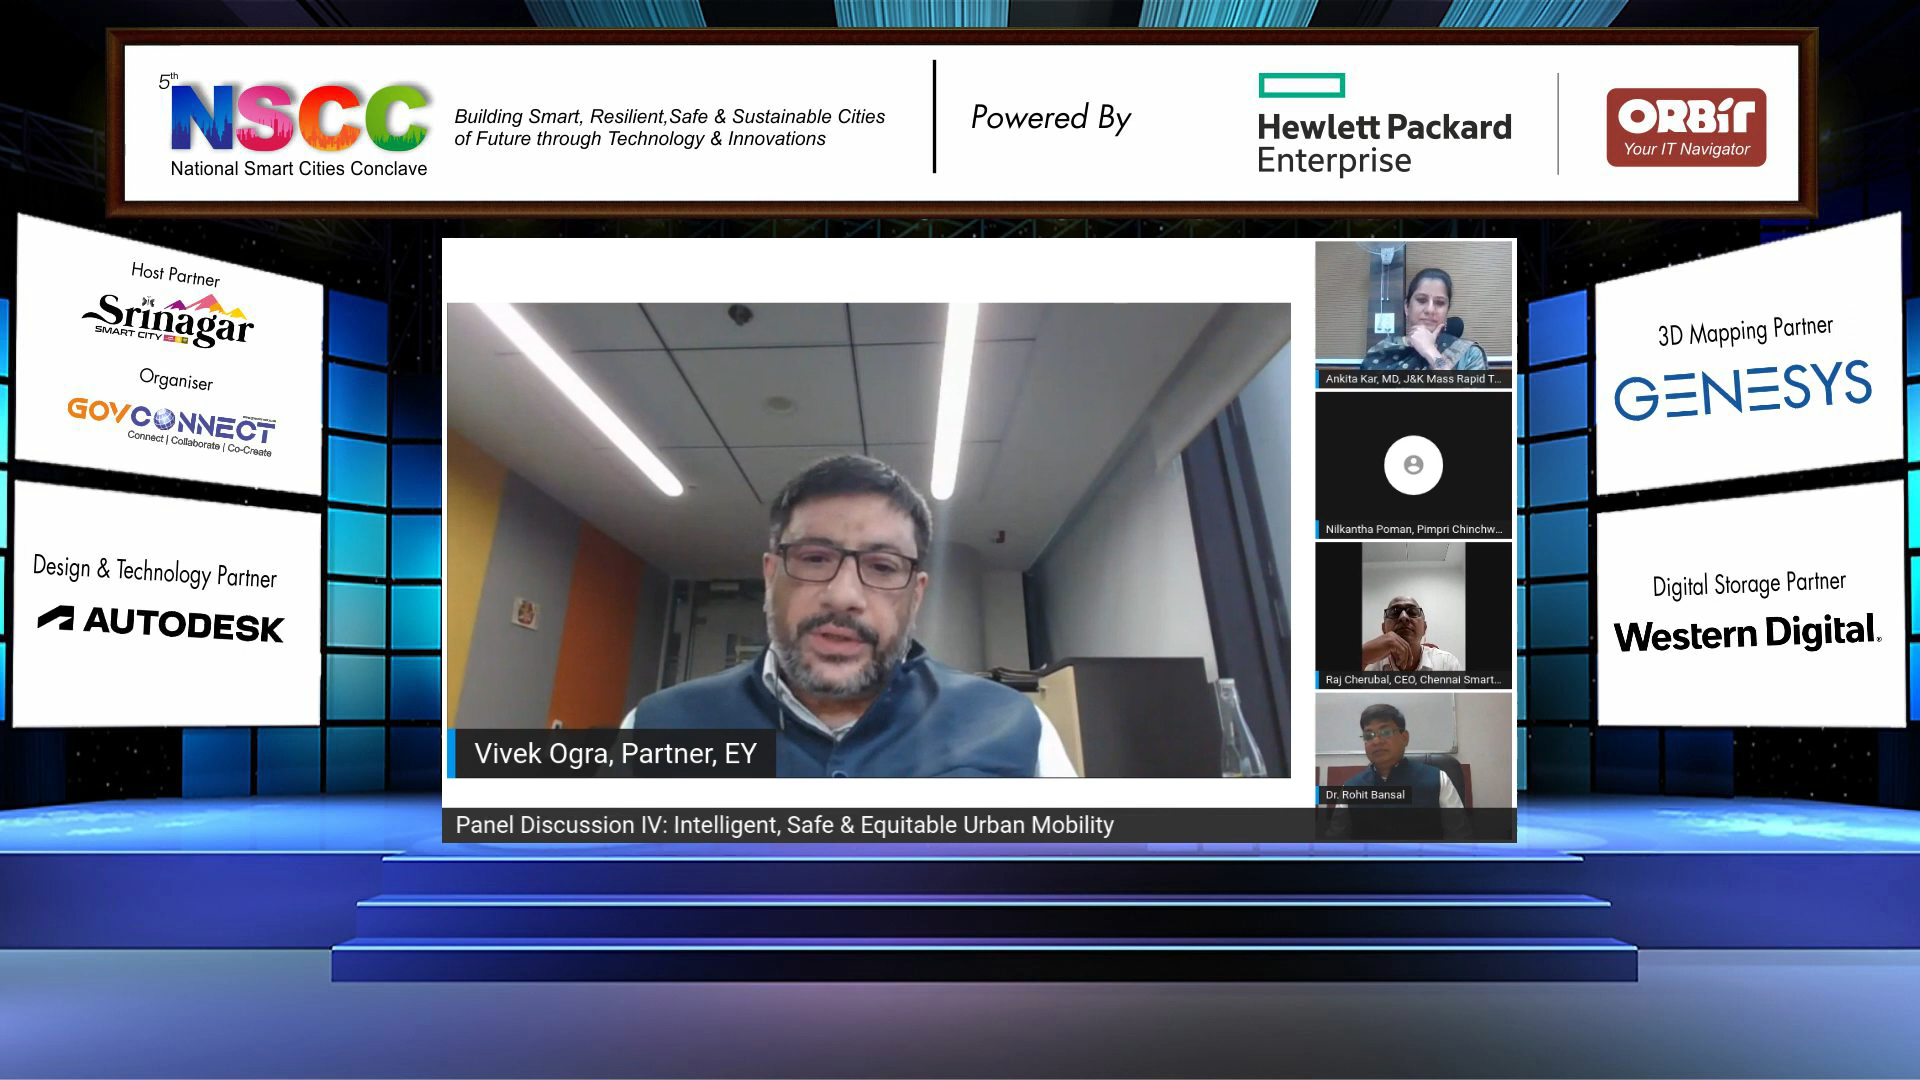 5th
NSCC
National Smart Cities Conclave
Building Smart, Resilient,Safe & Sustainable Cities
of Future through Technology & Innovations
Powered By
Hewlett Packard
Enterprise
ORBIT
Your IT Navigator
Host Partner
Srinagar
SMART CITY
Organiser
GOVCONNECT
Connect | Collaborate | Co-Create
Design & Technology Partner
AUTODESK
Vivek Ogra, Partner, EY
Panel Discussion IV: Intelligent, Safe & Equitable Urban Mobility
Ankita Kar, MD, J&K Mass Rapid T...
Nilkantha Poman, Pimpri Chinchw...
Raj Cherubal, CEO, Chennai Smart...
Dr. Rohit Bansal
3D Mapping Partner
GENESYS
Digital Storage Partner
Western Digital.